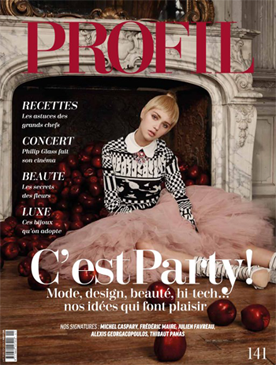 PROFIL
RECETTES
Les astuces des
grands chefs
CONCERT
Philip Glass fait
son cinéma
BEAUTE
Les secrets
des fleurs
LUXE
Ces bijoux
qu'on adopte
C'est Party!
Mode, design, beauté, hi-tech...
nos idées qui font plaisir
NOS SIGNATURES : MICHEL CASPARY, FRÉDÉRIC MAIRE, JULIEN FAVREAU,
ALEXIS GEORGACOPOULOS, THIBAUT PANAS
141